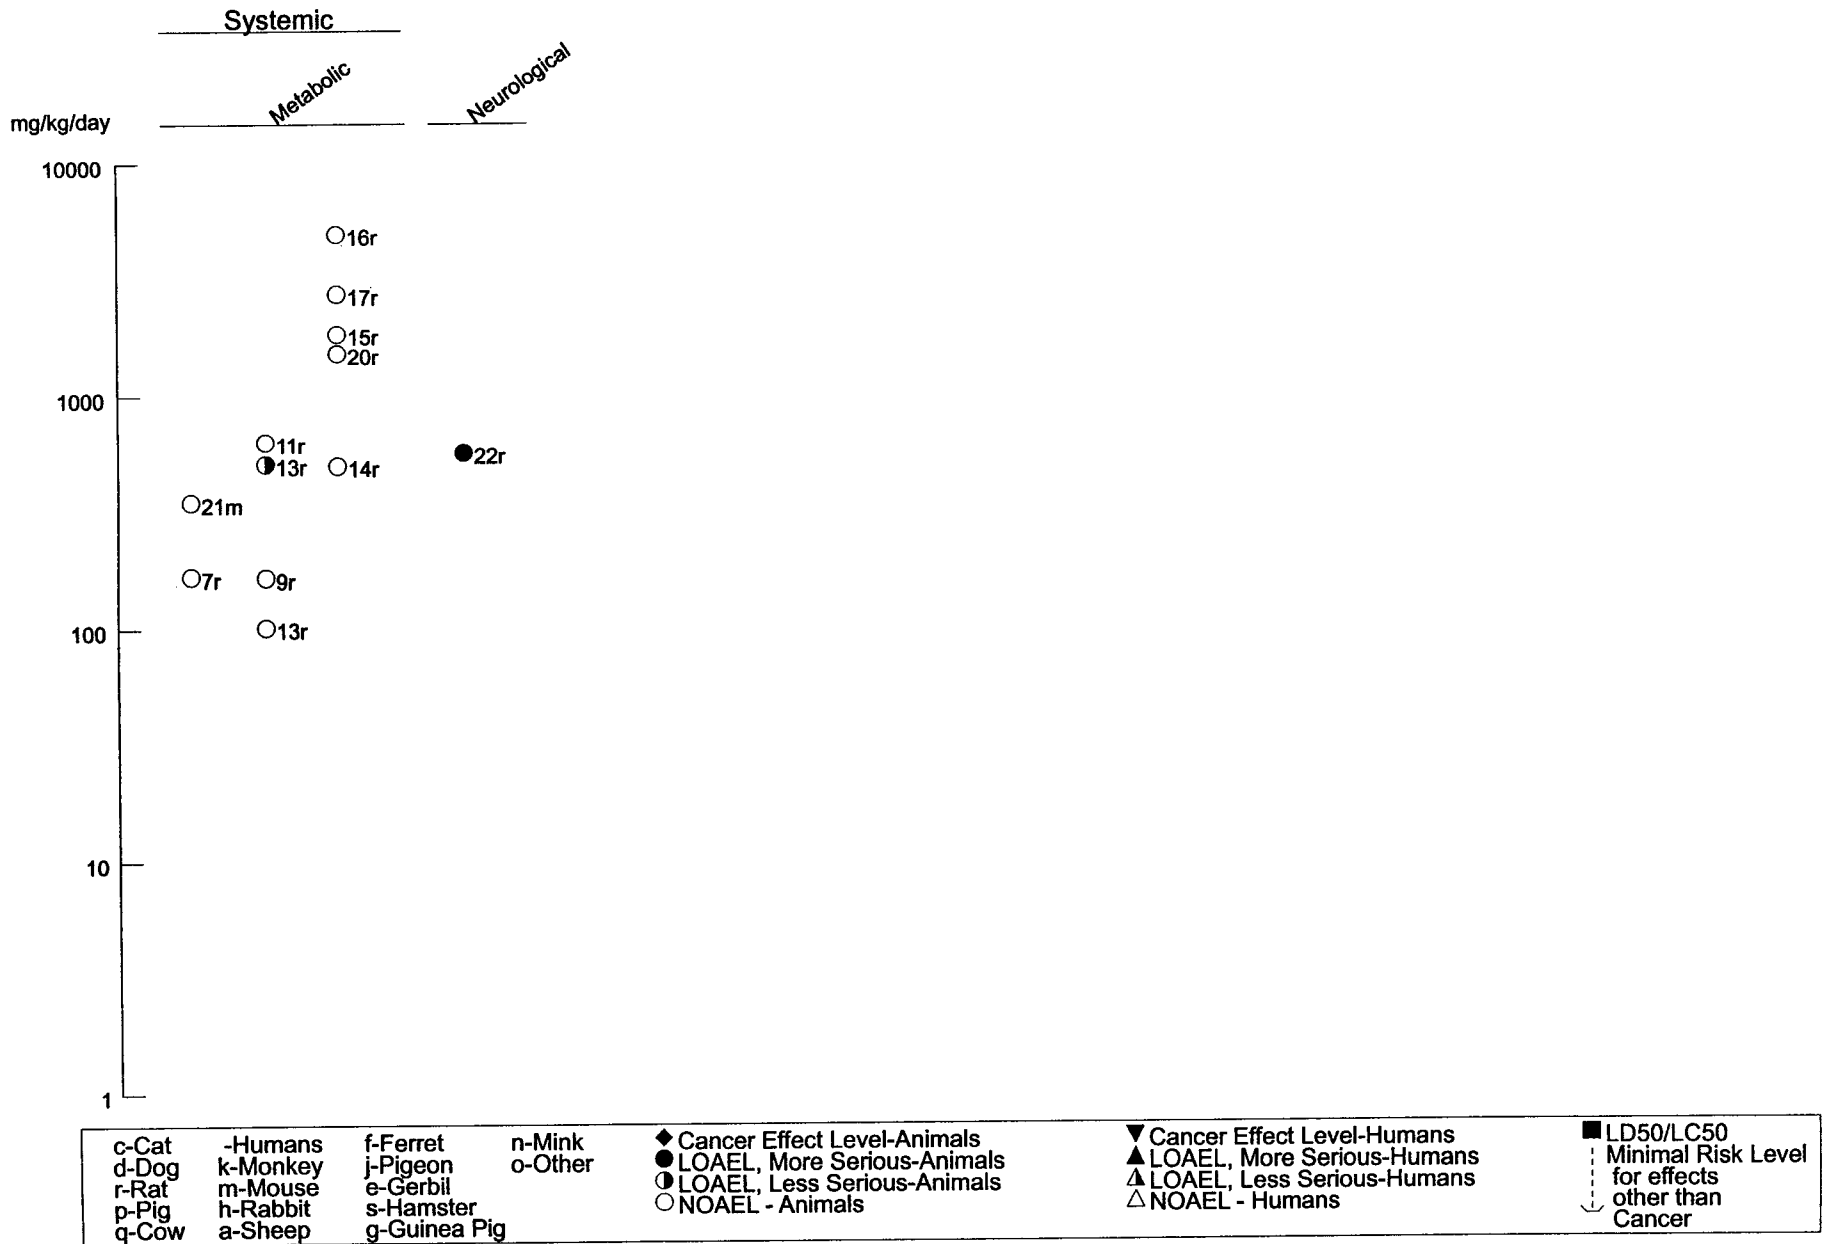 Systemic
Metabolic
Neurological
mg/kg/day
10000
16r
17r
15r
20r
1000
11r
13r
14r
22r
21m
7r
9r
100
13r
10
1
c-Cat -Humans f-Ferret n-Mink
d-Dog k-Monkey j-Pigeon o-Other
r-Rat m-Mouse e-Gerbil
p-Pig h-Rabbit s-Hamster
q-Cow a-Sheep g-Guinea Pig
◆ Cancer Effect Level-Animals
● LOAEL, More Serious-Animals
◑ LOAEL, Less Serious-Animals
○ NOAEL - Animals
▼ Cancer Effect Level-Humans
▲ LOAEL, More Serious-Humans
◮ LOAEL, Less Serious-Humans
△ NOAEL - Humans
■ LD50/LC50
Minimal Risk Level
for effects
other than
Cancer